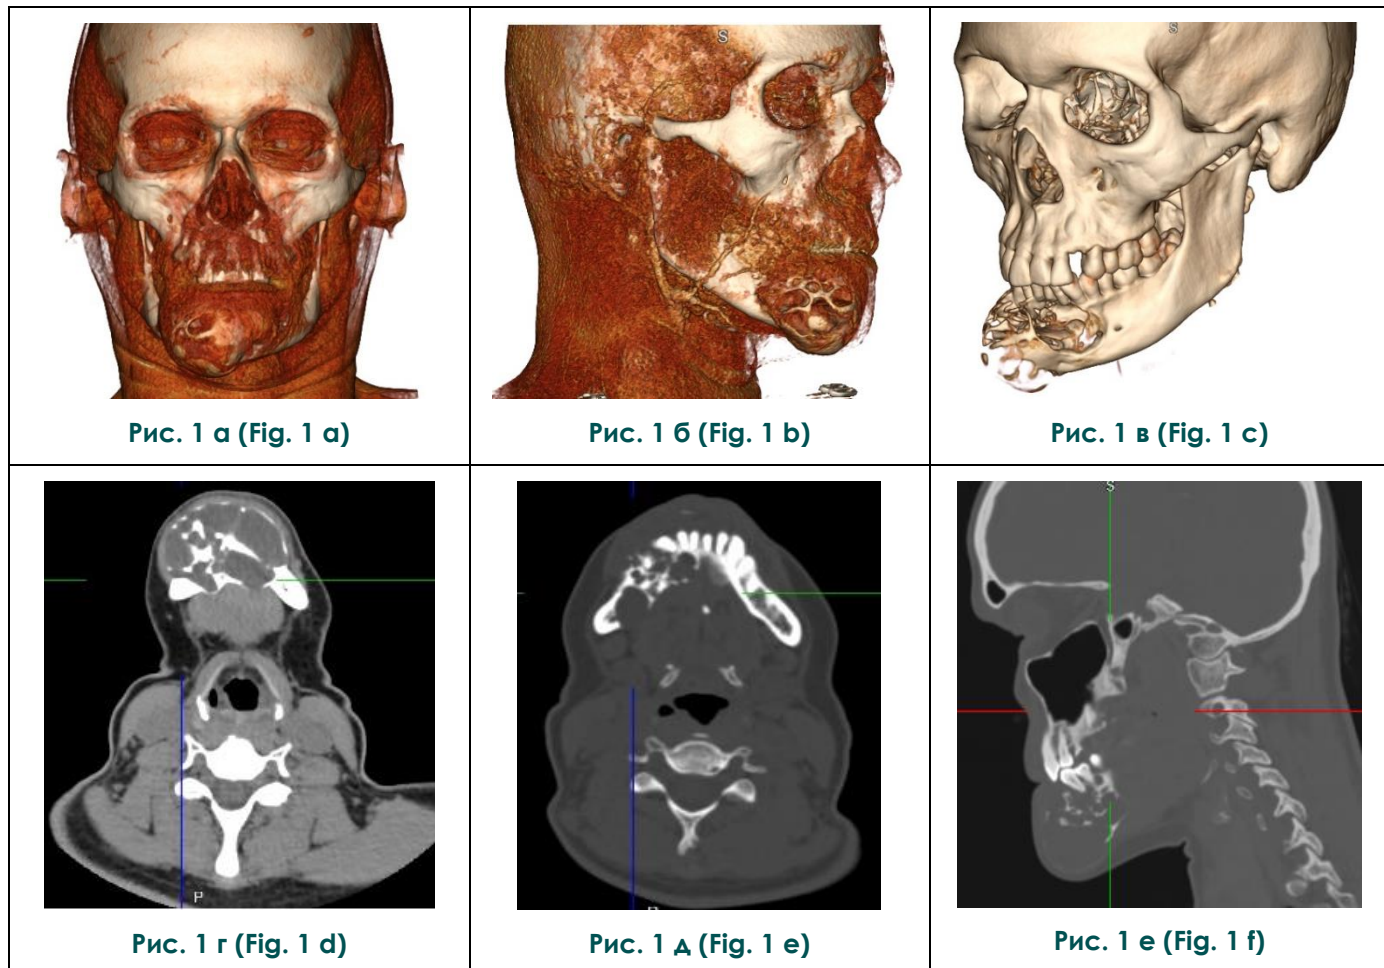 S
S
Рис. 1 а (Fig. 1 a)
Рис. 1 б (Fig. 1 b)
Рис. 1 в (Fig. 1 c)
S
P
Рис. 1 г (Fig. 1 d)
Рис. 1 д (Fig. 1 e)
Рис. 1 е (Fig. 1 f)